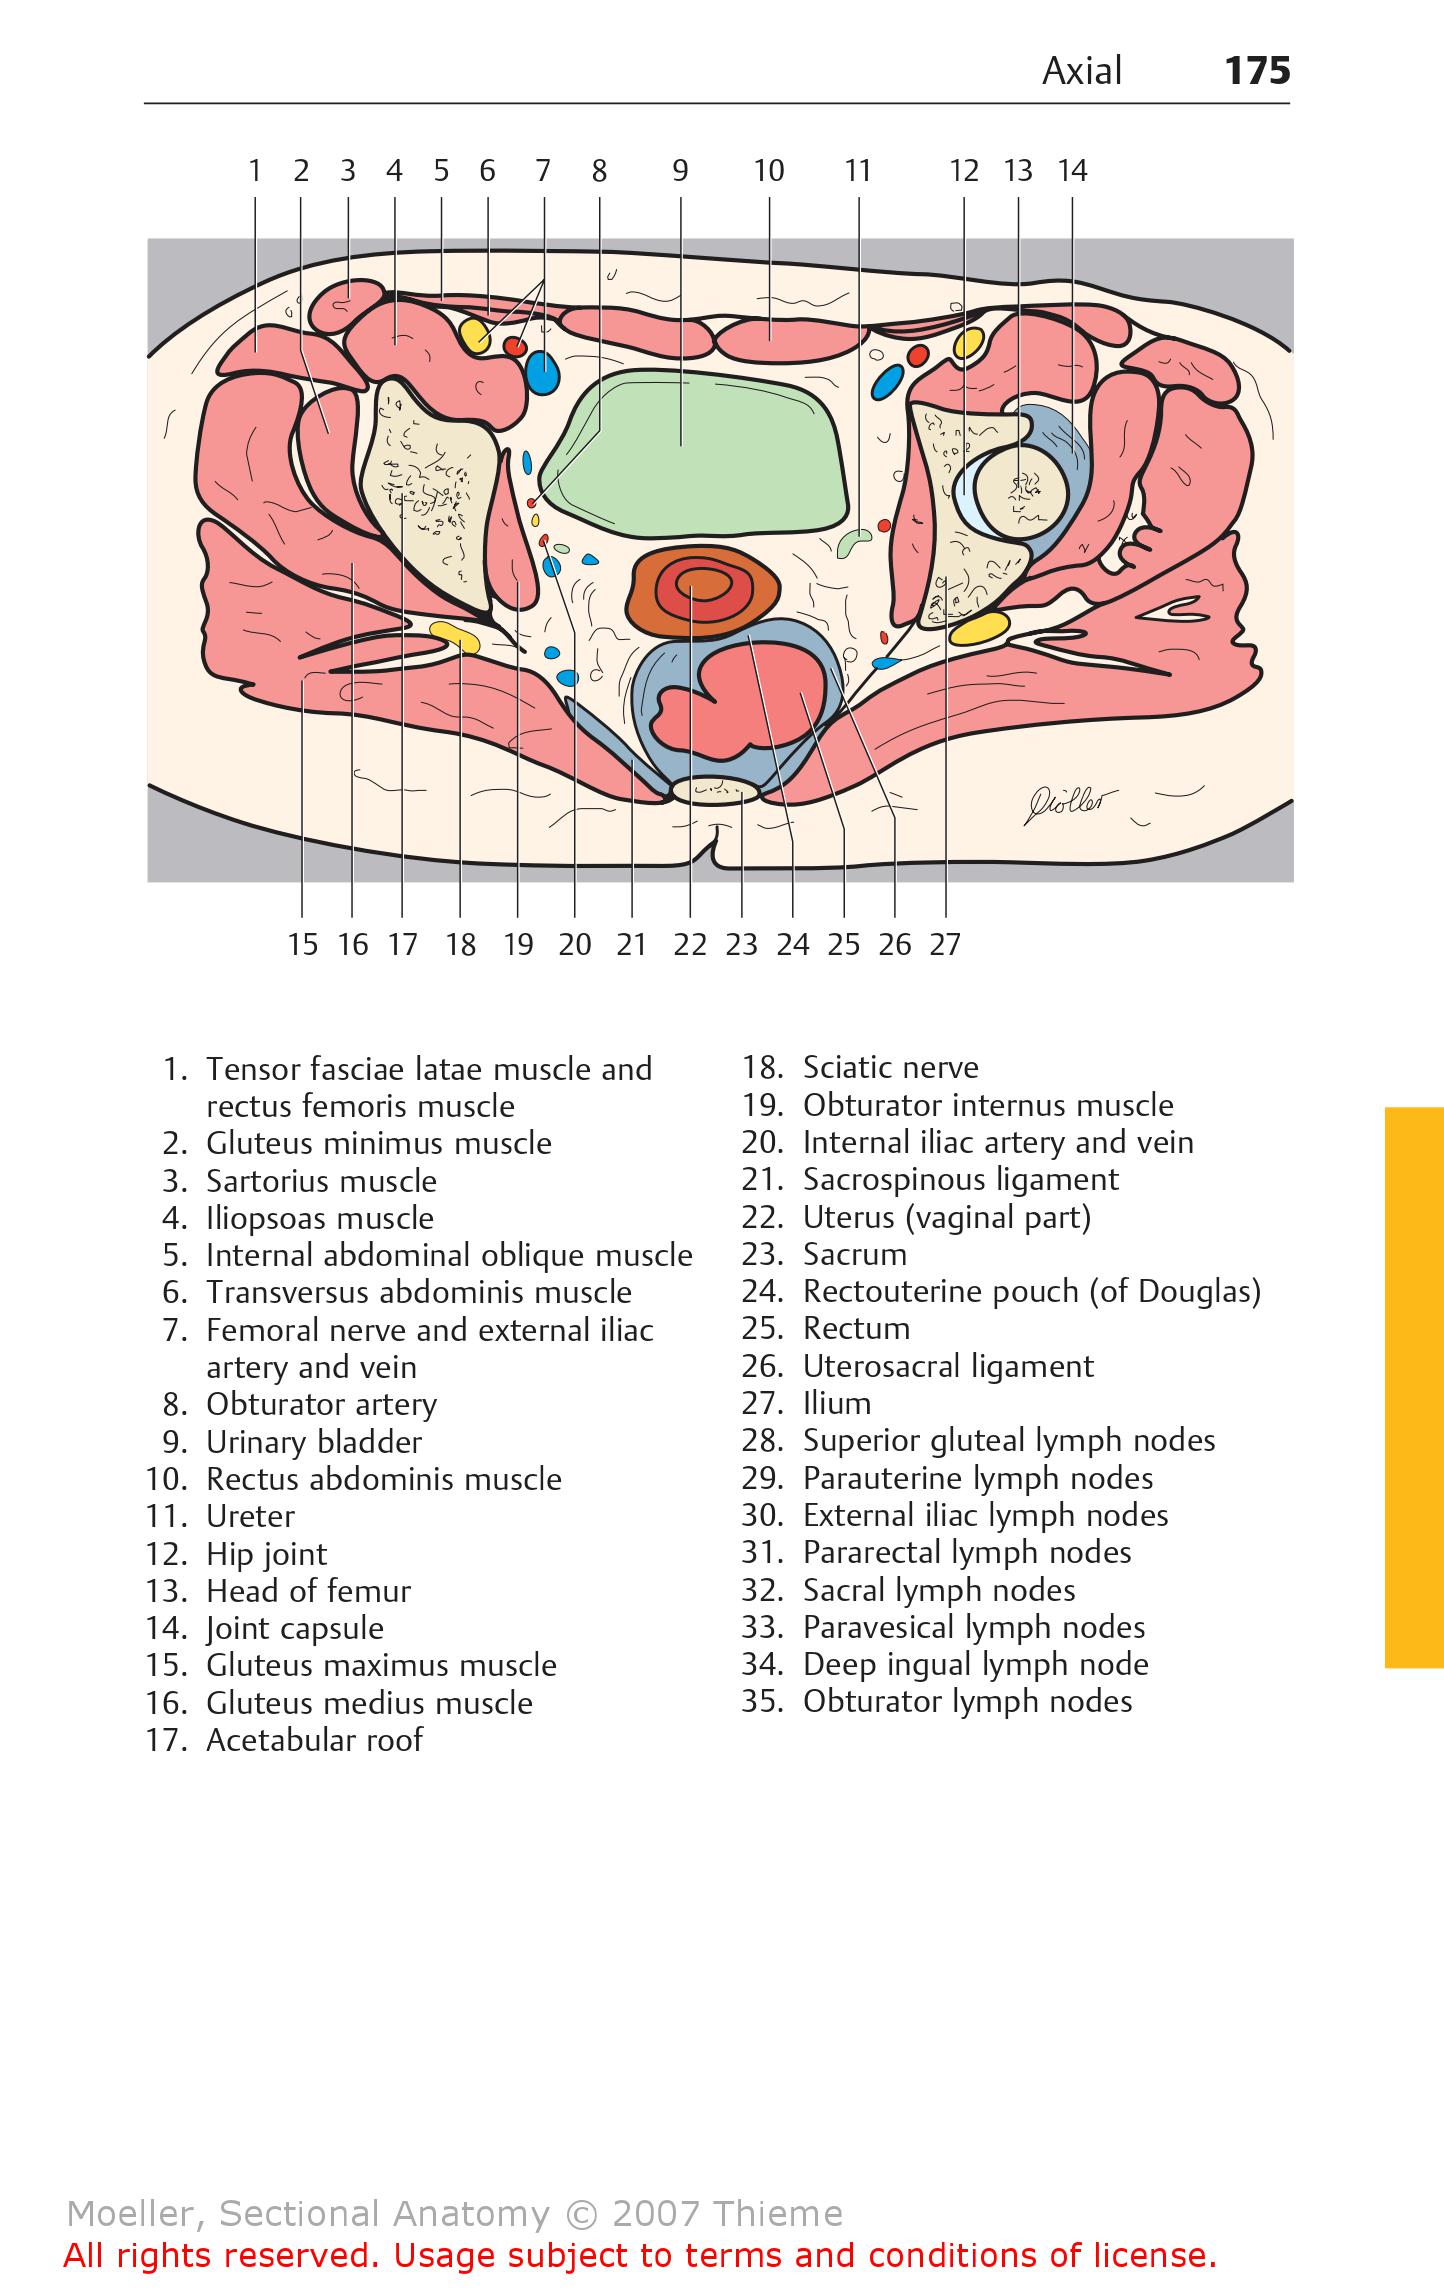 Axial 175
1 2 3 4 5 6 7 8 9 10 11 12 13 14
15 16 17 18 19 20 21 22 23 24 25 26 27
1. Tensor fasciae latae muscle and
rectus femoris muscle
2. Gluteus minimus muscle
3. Sartorius muscle
4. Iliopsoas muscle
5. Internal abdominal oblique muscle
6. Transversus abdominis muscle
7. Femoral nerve and external iliac
artery and vein
8. Obturator artery
9. Urinary bladder
10. Rectus abdominis muscle
11. Ureter
12. Hip joint
13. Head of femur
14. Joint capsule
15. Gluteus maximus muscle
16. Gluteus medius muscle
17. Acetabular roof
18. Sciatic nerve
19. Obturator internus muscle
20. Internal iliac artery and vein
21. Sacrospinous ligament
22. Uterus (vaginal part)
23. Sacrum
24. Rectouterine pouch (of Douglas)
25. Rectum
26. Uterosacral ligament
27. Ilium
28. Superior gluteal lymph nodes
29. Parauterine lymph nodes
30. External iliac lymph nodes
31. Pararectal lymph nodes
32. Sacral lymph nodes
33. Paravesical lymph nodes
34. Deep ingual lymph node
35. Obturator lymph nodes
Moeller, Sectional Anatomy © 2007 Thieme
All rights reserved. Usage subject to terms and conditions of license.